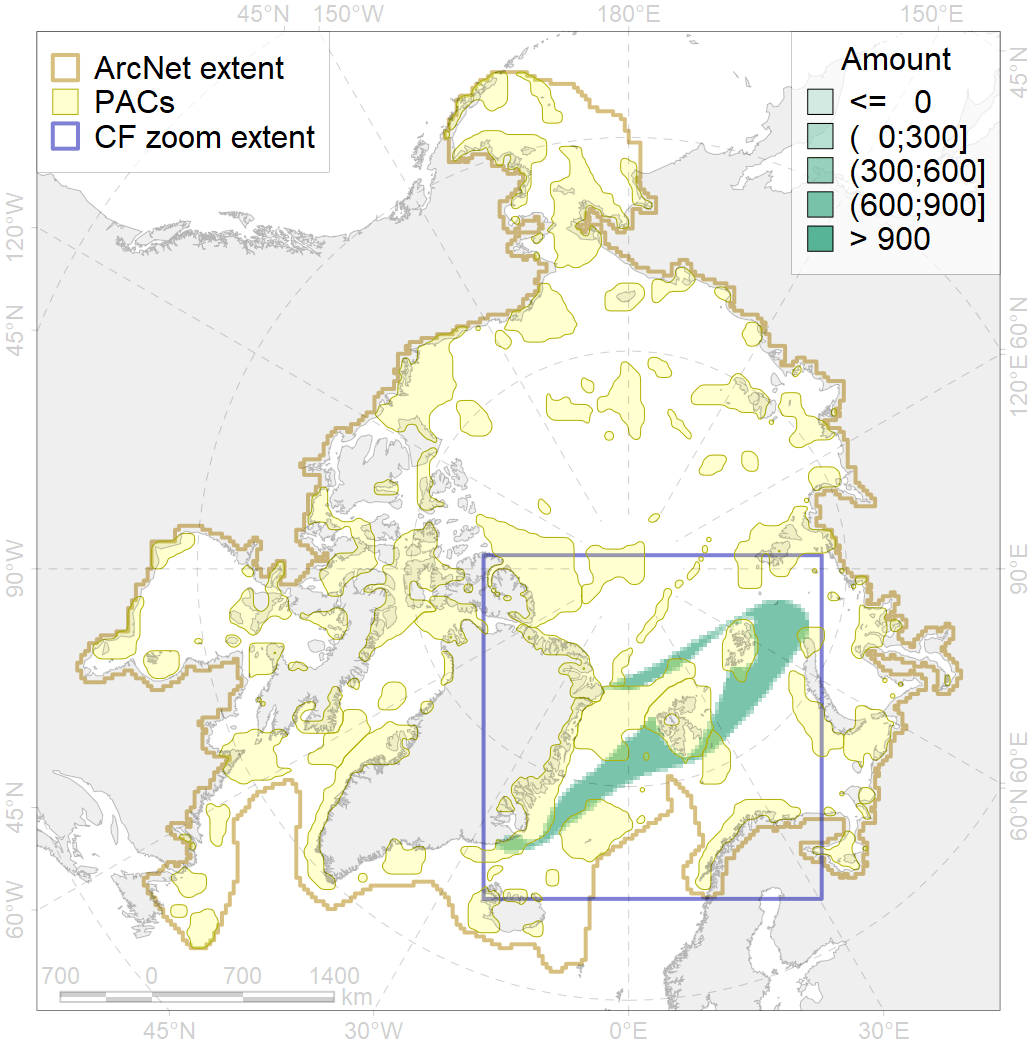 45°N 150°W 180°E 150°E
ArcNet extent
PACs
CF zoom extent
Amount
<= 0
( 0;300]
(300;600]
(600;900]
> 900
120°W
45°N
90°W
45°N
60°W
45°N
60°N
120°E
90°E
60°N
60°E
700 0 700 1400
km
45°N 30°W 0°E 30°E